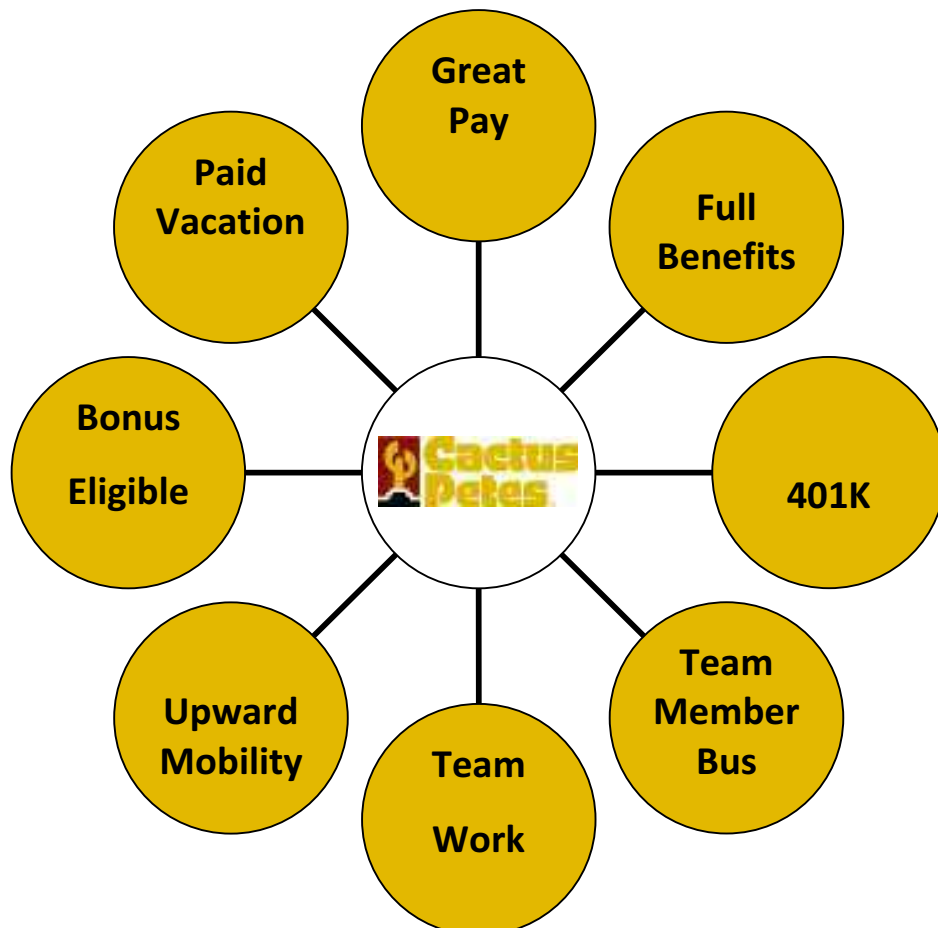 Great
Pay
Full
Benefits
401K
Team
Member
Bus
Team
Work
Upward
Mobility
Bonus
Eligible
Paid
Vacation
Cactus
Petes